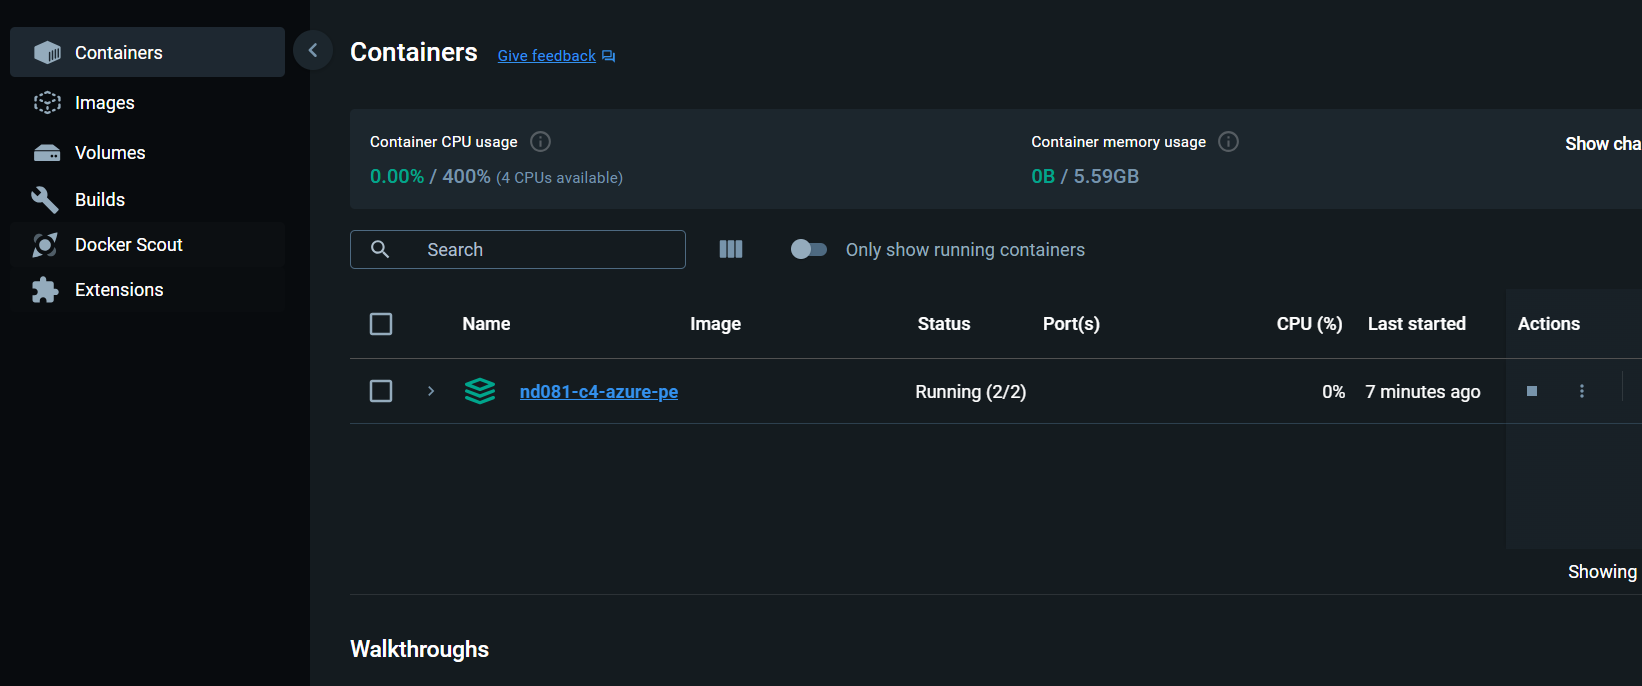 Containers
Images
Volumes
Builds
Docker Scout
Extensions
Containers Give feedback
Container CPU usage
0.00% / 400% (4 CPUs available)
Container memory usage
0B / 5.59GB
Show cha
Search
Only show running containers
Name Image Status Port(s) CPU (%) Last started Actions
nd081-c4-azure-pe Running (2/2) 0% 7 minutes ago
Showing
Walkthroughs